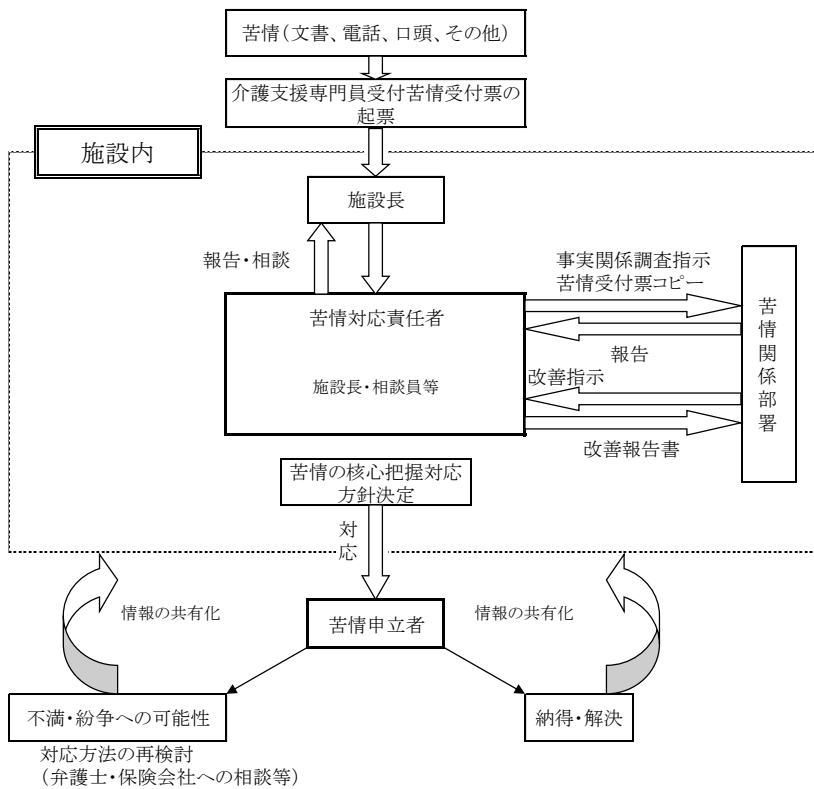 苦情（文書、電話、口頭、その他）
介護支援専門員受付苦情受付票の
起票
施設内
施設長
報告・相談
事実関係調査指示
苦情受付票コピー
苦情対応責任者
施設長・相談員等
報告
改善指示
改善報告書
苦情関係部署
苦情の核心把握対応
方針決定
対応
情報の共有化
苦情申立者
情報の共有化
不満・紛争への可能性
納得・解決
対応方法の再検討
（弁護士・保険会社への相談等）